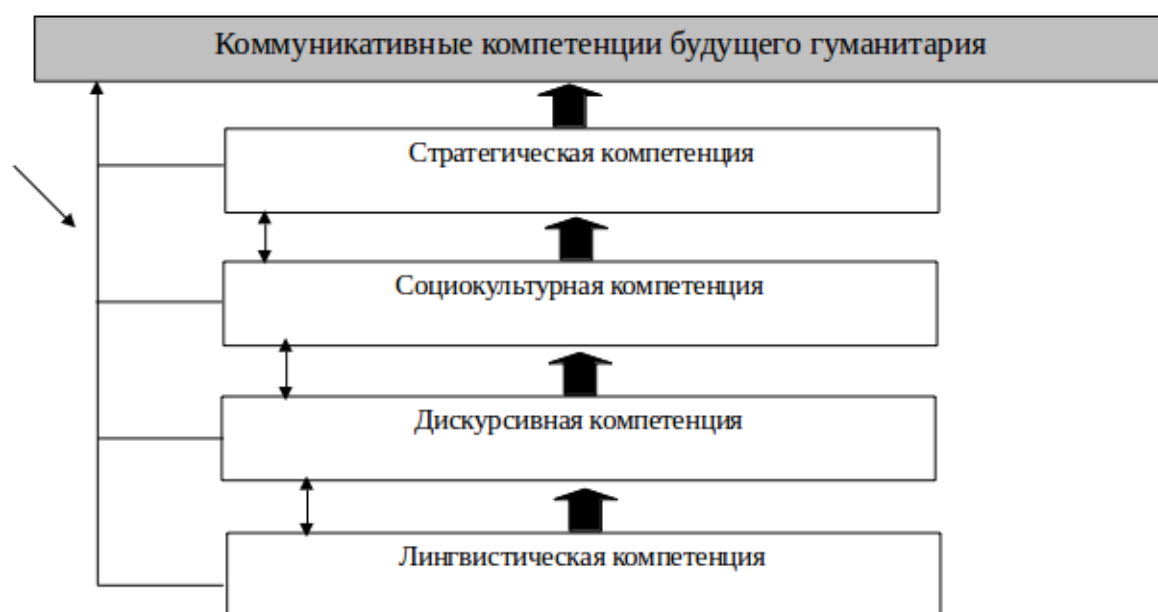 Коммуникативные компетенции будущего гуманитария
Стратегическая компетенция
Социокультурная компетенция
Дискурсивная компетенция
Лингвистическая компетенция